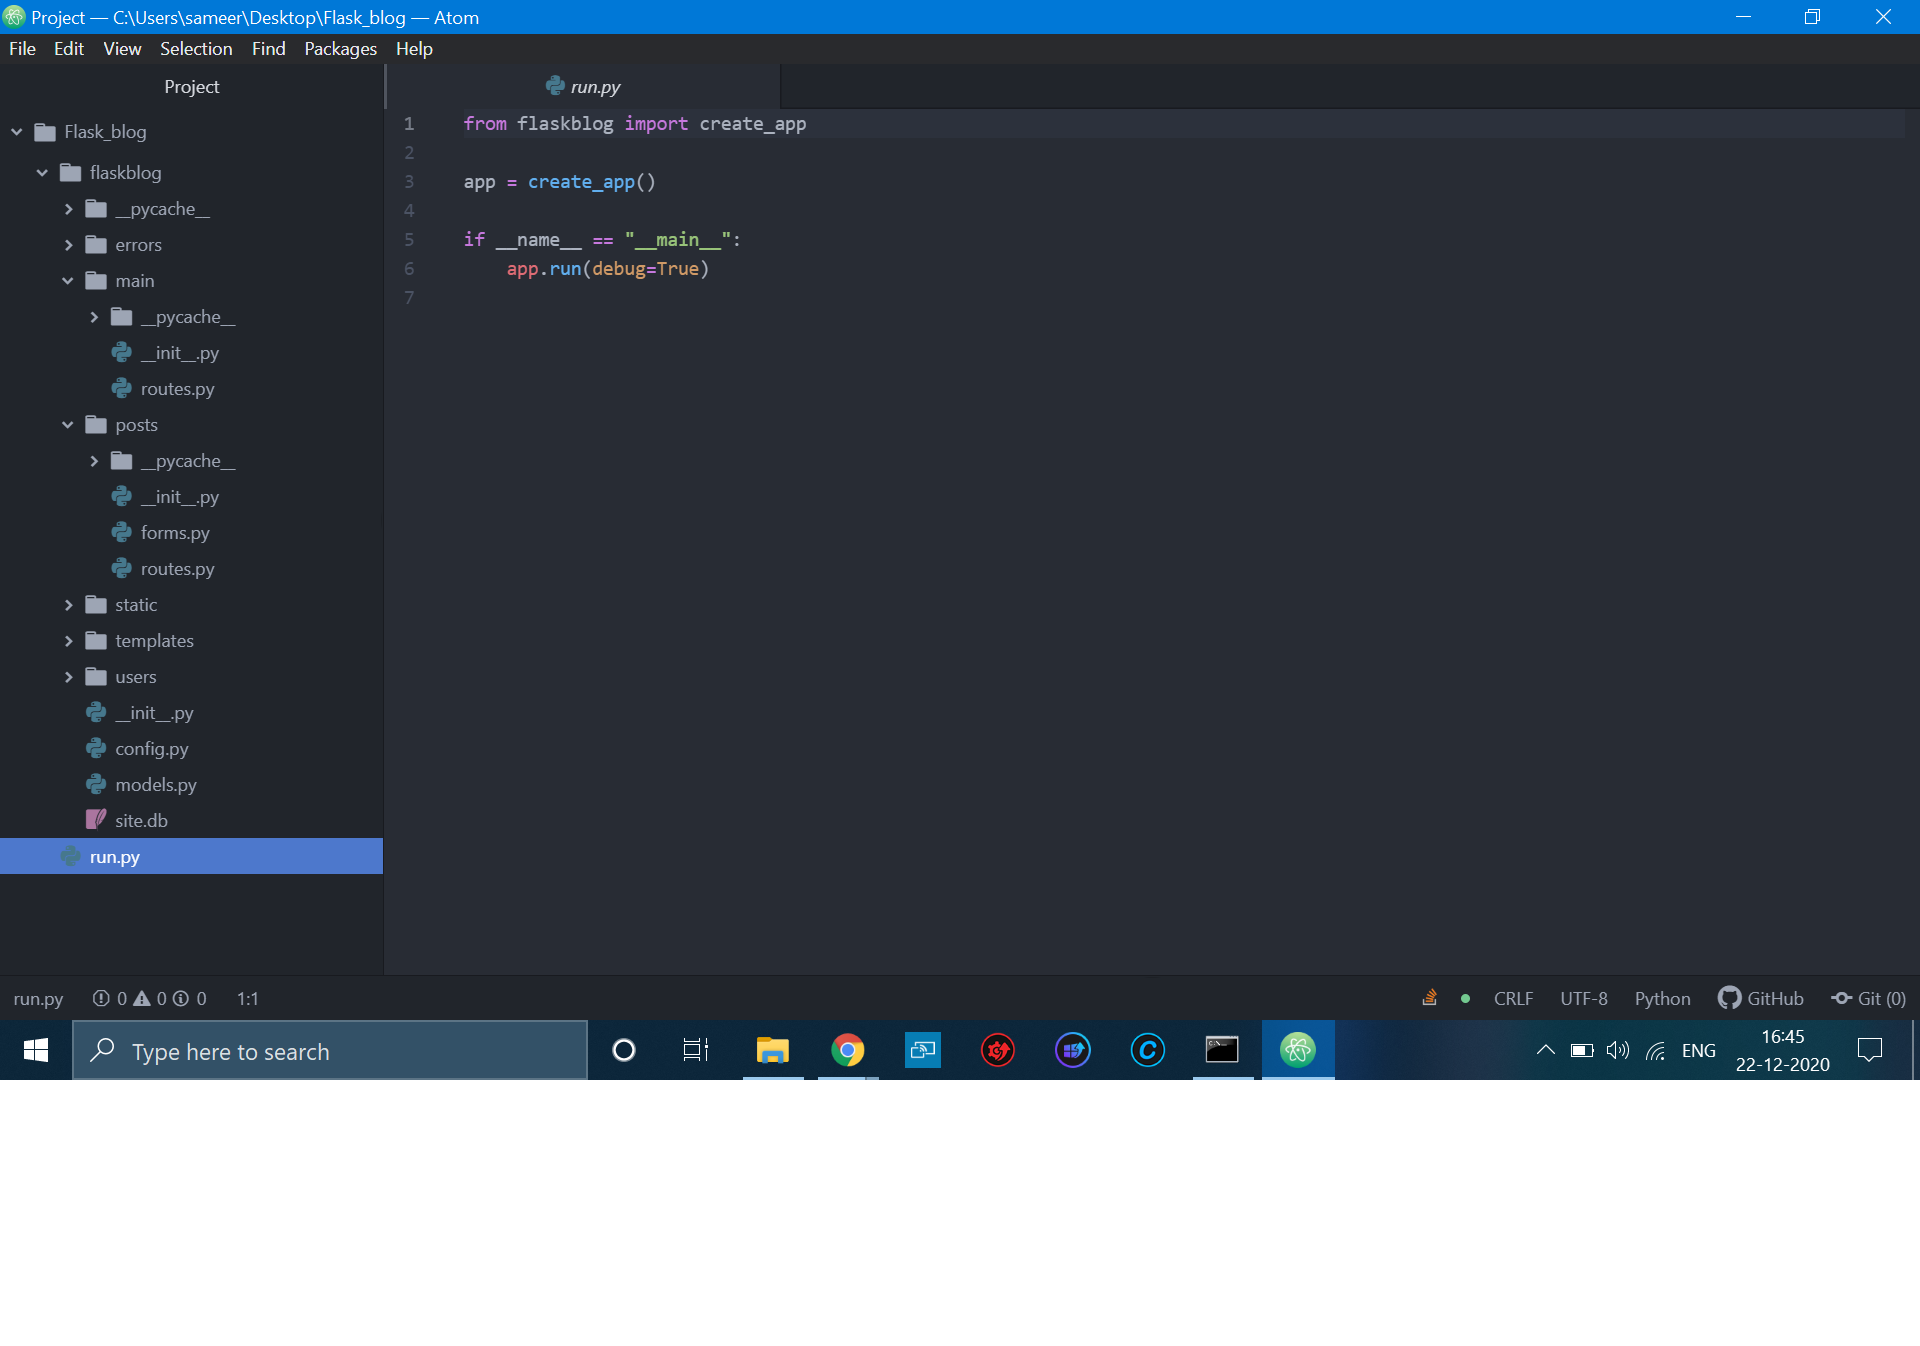 Project — C:\Users\sameer\Desktop\Flask_blog — Atom
File Edit View Selection Find Packages Help
Project
run.py
Flask_blog
flaskblog
__pycache__
errors
main
__pycache__
__init__.py
routes.py
posts
__pycache__
__init__.py
forms.py
routes.py
static
templates
users
__init__.py
config.py
models.py
site.db
run.py
1 from flaskblog import create_app
2
3 app = create_app()
4
5 if __name__ == "__main__":
6     app.run(debug=True)
7
run.py 0 0 0 1:1 CRLF UTF-8 Python GitHub Git (0)
Type here to search
ENG
16:45
22-12-2020